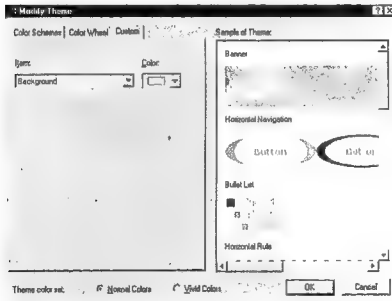 Modify Theme
Color Schemes Color Wheel Custom
Item: Color:
Background
Sample of Theme:
Banner
Horizontal Navigation
Button
Bullet List
Horizontal Rule
Theme color set: Normal Colors Vivid Colors
OK Cancel